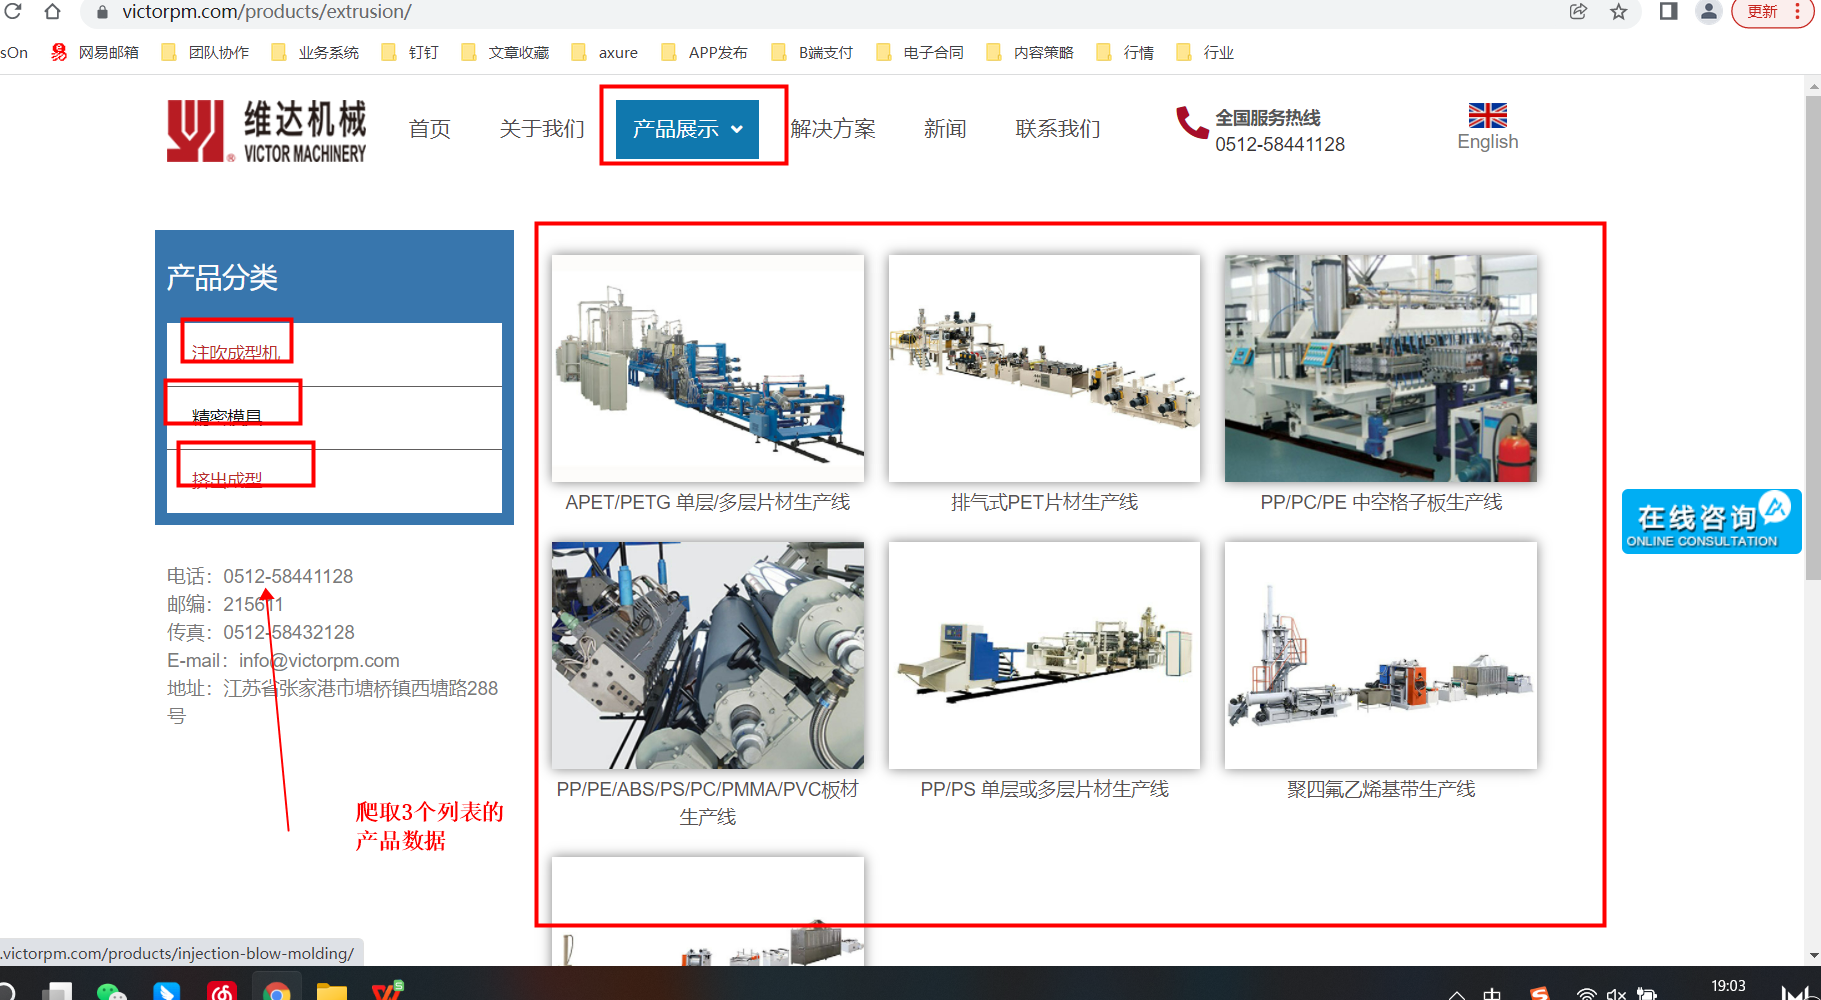 victorpm.com/products/extrusion/
更新
sOn 网易邮箱 团队协作 业务系统 钉钉 文章收藏 axure APP发布 B端支付 电子合同 内容策略 行情 行业
维达机械
VICTOR MACHINERY
首页 关于我们 产品展示 解决方案 新闻 联系我们
全国服务热线
0512-58441128
English
产品分类
注吹成型机
精密模具
挤出成型
电话：0512-58441128
邮编：215611
传真：0512-58432128
E-mail：info@victorpm.com
地址：江苏省张家港市塘桥镇西塘路288
号
爬取3个列表的
产品数据
APET/PETG 单层/多层片材生产线
排气式PET片材生产线
PP/PC/PE 中空格子板生产线
PP/PE/ABS/PS/PC/PMMA/PVC板材
生产线
PP/PS 单层或多层片材生产线
聚四氟乙烯基带生产线
在线咨询
ONLINE CONSULTATION
.victorpm.com/products/injection-blow-molding/
中
19:03